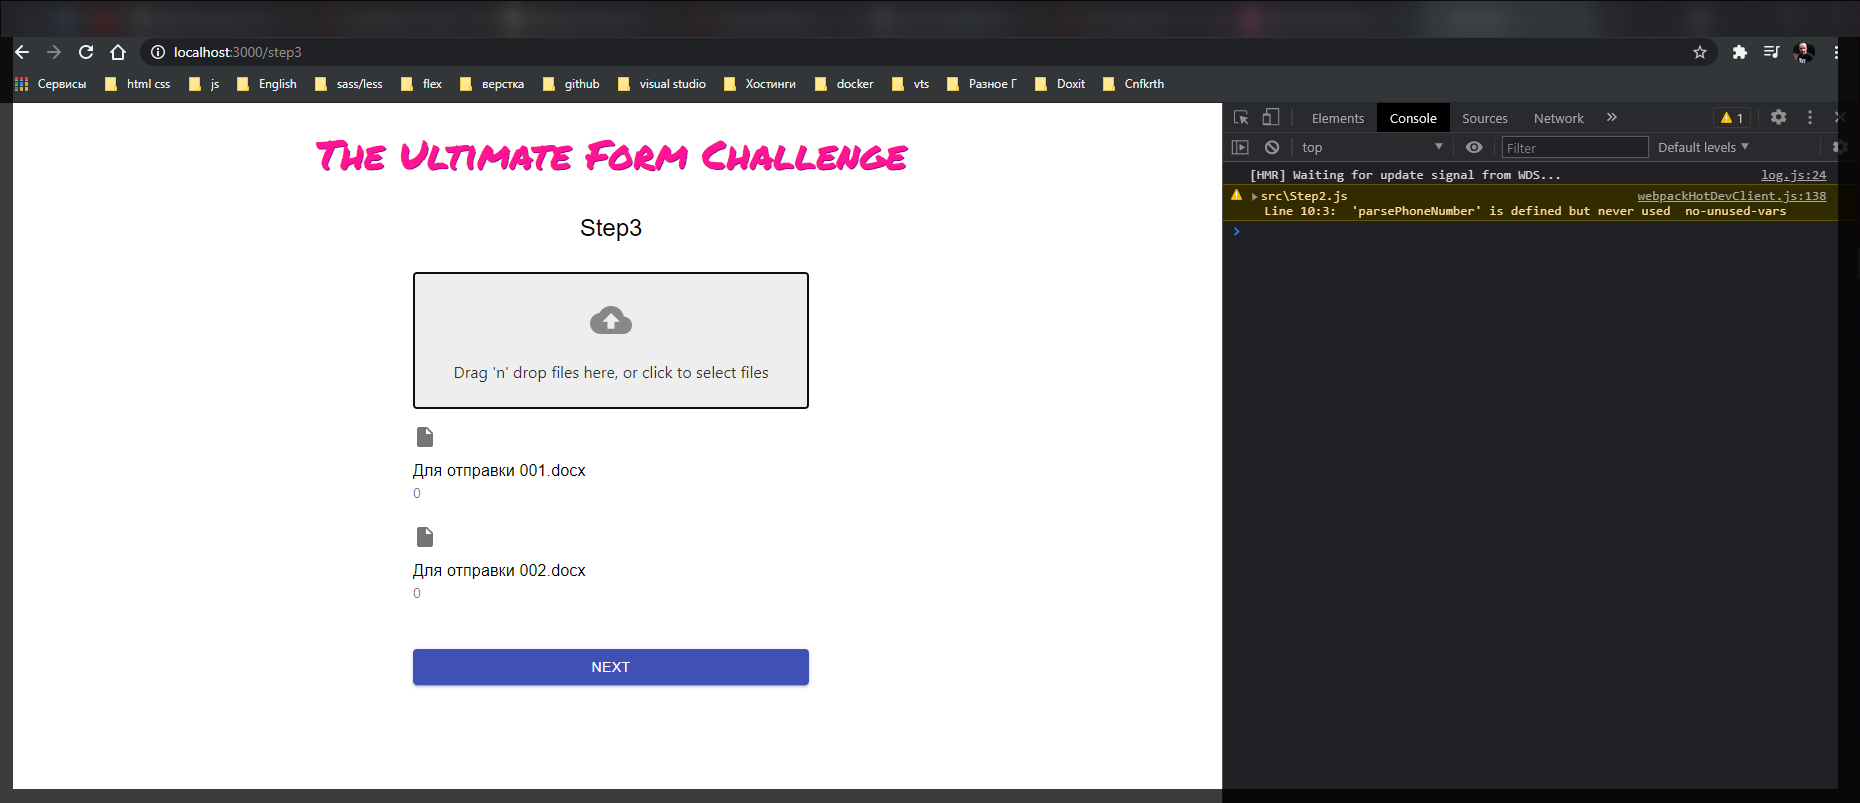 localhost:3000/step3
Сервисы html css js English sass/less flex верстка github visual studio Хостинги docker vts Разное Г Doxit Cnfkrth
The Ultimate Form Challenge
Step3
Drag 'n' drop files here, or click to select files
Для отправки 001.docx
0
Для отправки 002.docx
0
NEXT
Elements Console Sources Network » 1
top Filter Default levels
[HMR] Waiting for update signal from WDS... log.js:24
src\Step2.js webpackHotDevClient.js:138
Line 10:3: 'parsePhoneNumber' is defined but never used no-unused-vars